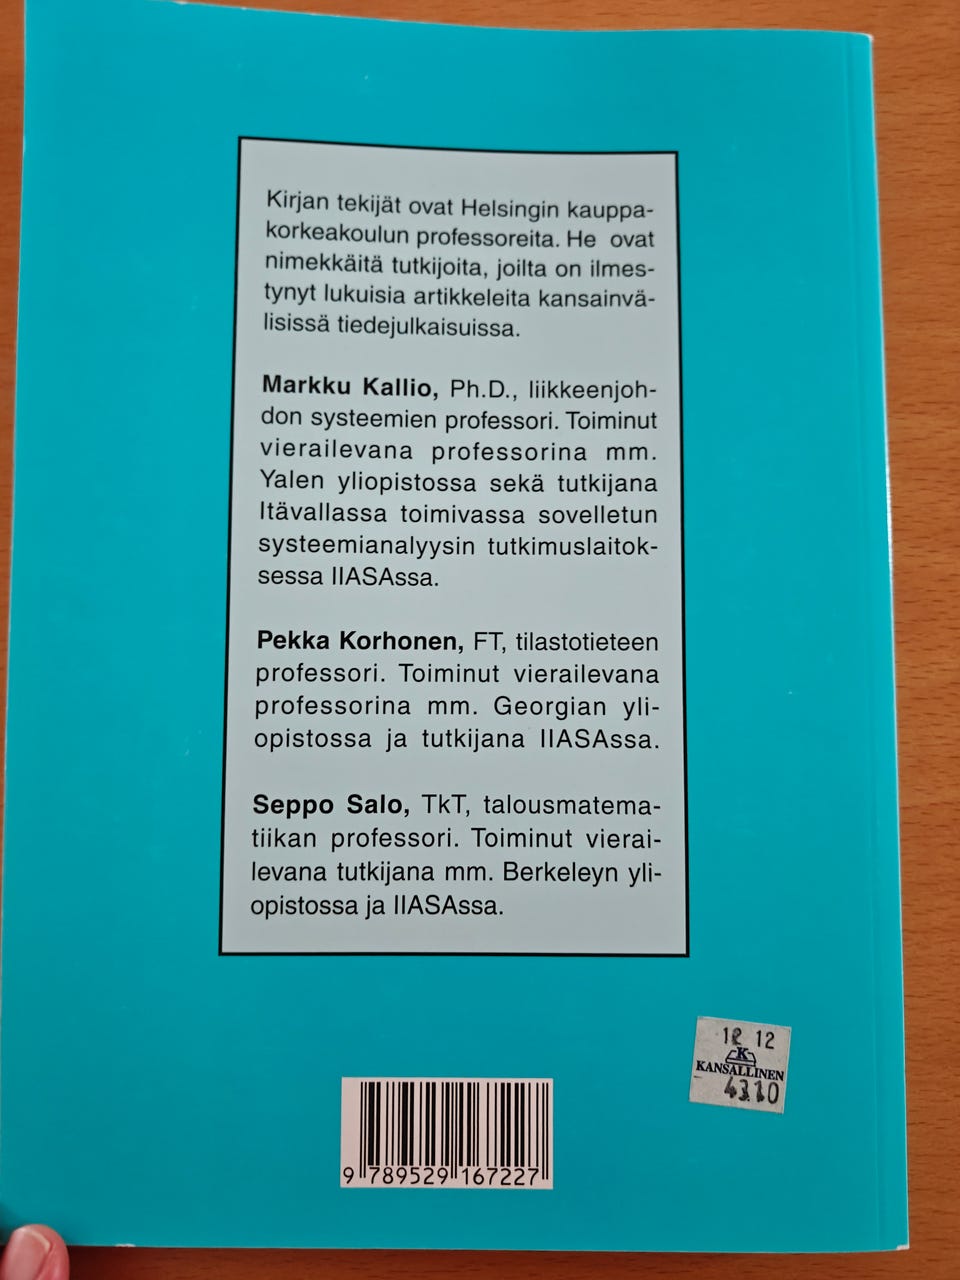 Kirjan tekijät ovat Helsingin kauppa-
korkeakoulun professoreita. He ovat
nimekkäitä tutkijoita, joilta on ilmes-
tynyt lukuisia artikkeleita kansainvä-
lisissä tiedejulkaisuissa.
Markku Kallio, Ph.D., liikkeenjoh-
don systeemien professori. Toiminut
vierailevana professorina mm.
Yalen yliopistossa sekä tutkijana
Itävallassa toimivassa sovelletun
systeemianalyysin tutkimuslaitok-
sessa IIASAssa.
Pekka Korhonen, FT, tilastotieteen
professori. Toiminut vierailevana
professorina mm. Georgian yli-
opistossa ja tutkijana IIASAssa.
Seppo Salo, TkT, talousmatema-
tiikan professori. Toiminut vierai-
levana tutkijana mm. Berkeleyn yli-
opistossa ja IIASAssa.
12
K
KANSALLINEN
9 789529 167227